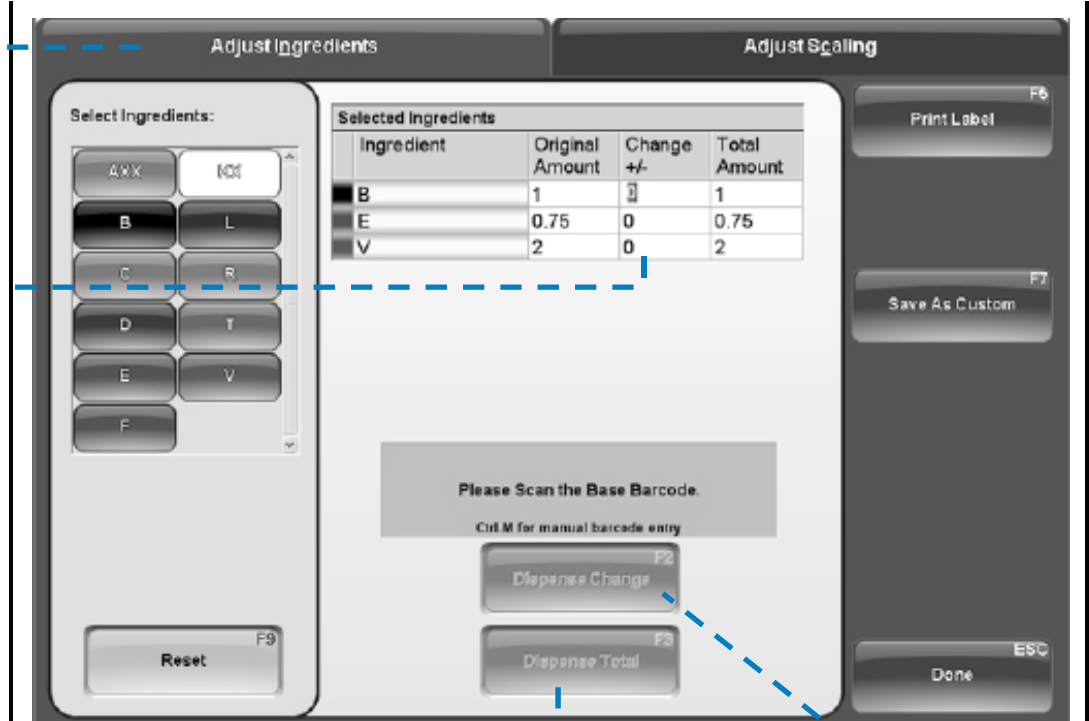 Adjust Ingredients
Adjust Scaling
Select Ingredients:
AXX
B L
C R
D T
E V
F
F9
Reset
Selected Ingredients
Ingredient Original Amount Change +/- Total Amount
B 1 0 1
E 0.75 0 0.75
V 2 0 2
Please Scan the Base Barcode.
Ctrl-M for manual barcode entry
F2
Dispense Change
F3
Dispense Total
F6
Print Label
F7
Save As Custom
ESC
Done